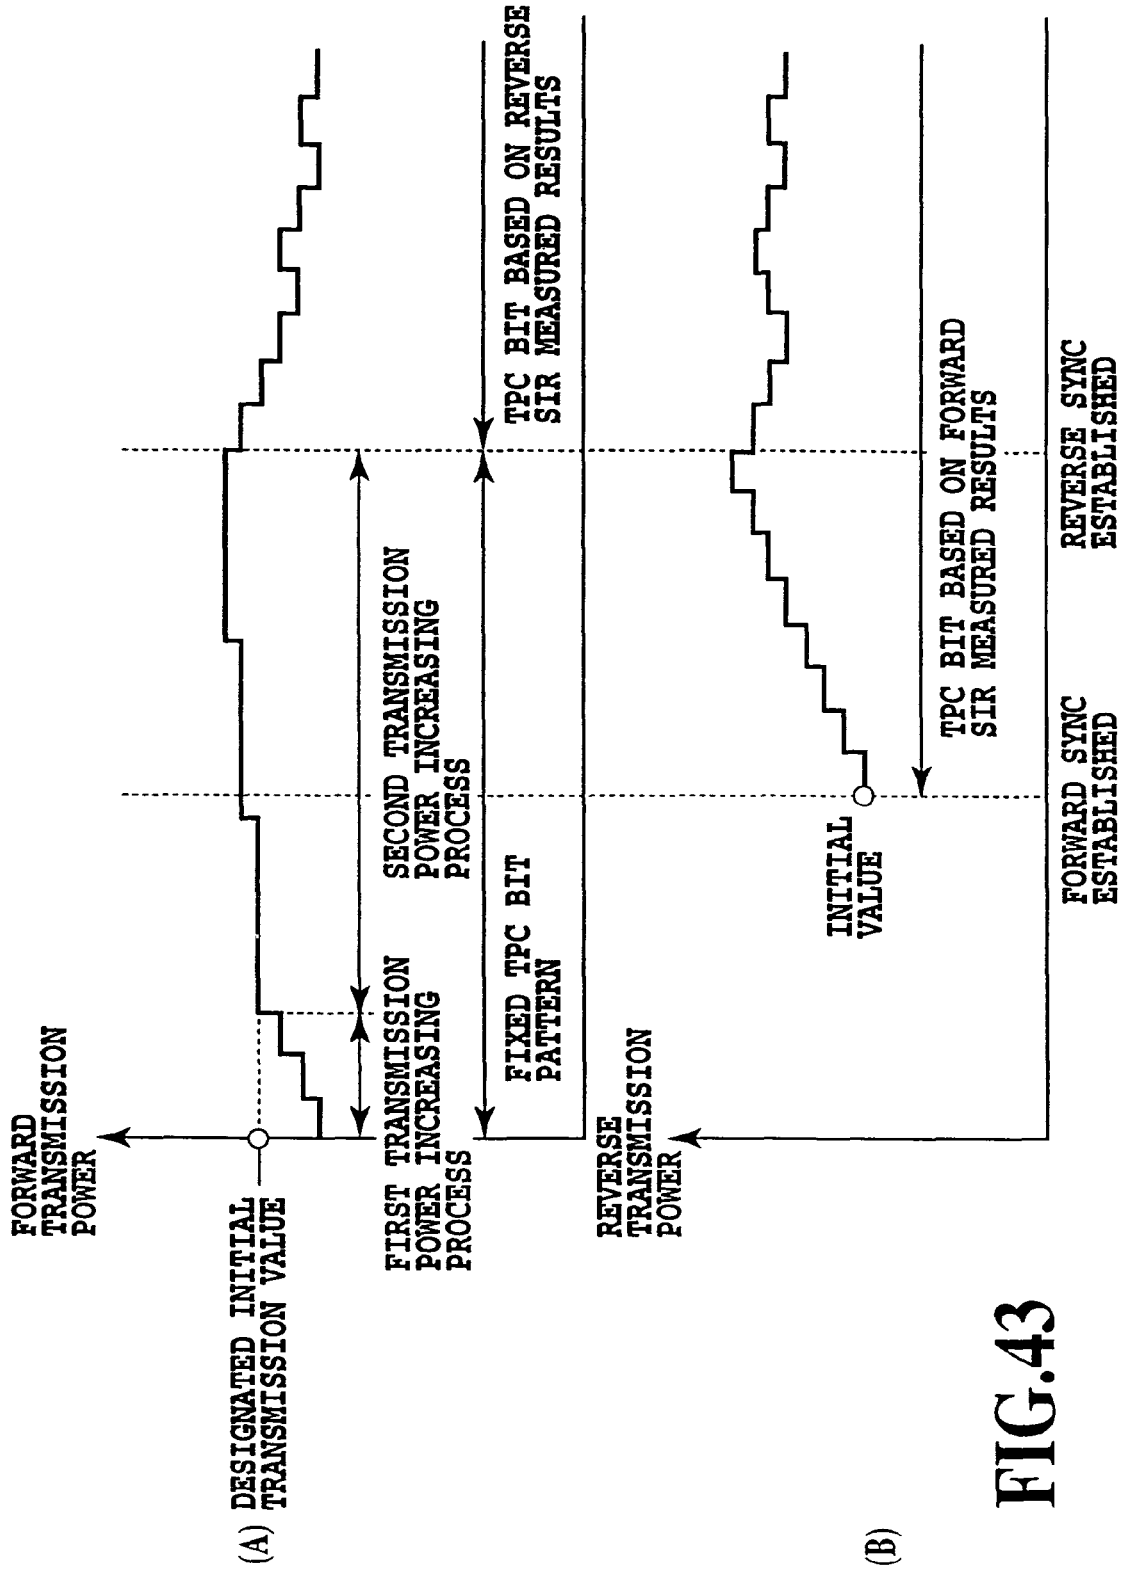 FORWARD
TRANSMISSION
POWER
(A)
DESIGNATED INITIAL
TRANSMISSION VALUE
FIRST TRANSMISSION
POWER INCREASING
PROCESS
SECOND TRANSMISSION
POWER INCREASING
PROCESS
FIXED TPC BIT
PATTERN
TPC BIT BASED ON REVERSE
SIR MEASURED RESULTS
REVERSE
TRANSMISSION
POWER
(B)
INITIAL
VALUE
TPC BIT BASED ON FORWARD
SIR MEASURED RESULTS
FORWARD SYNC
ESTABLISHED
REVERSE SYNC
ESTABLISHED
FIG.43